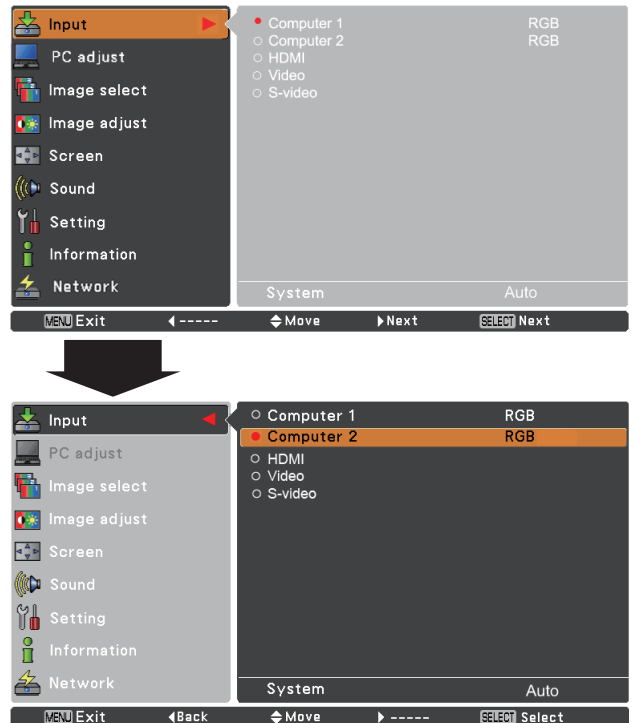 Input
PC adjust
Image select
Image adjust
Screen
Sound
Setting
Information
Network
Computer 1 RGB
Computer 2 RGB
HDMI
Video
S-video
System Auto
MENU Exit ----- Move Next SELECT Next
Input
PC adjust
Image select
Image adjust
Screen
Sound
Setting
Information
Network
Computer 1 RGB
Computer 2 RGB
HDMI
Video
S-video
System Auto
MENU Exit Back Move ----- SELECT Select